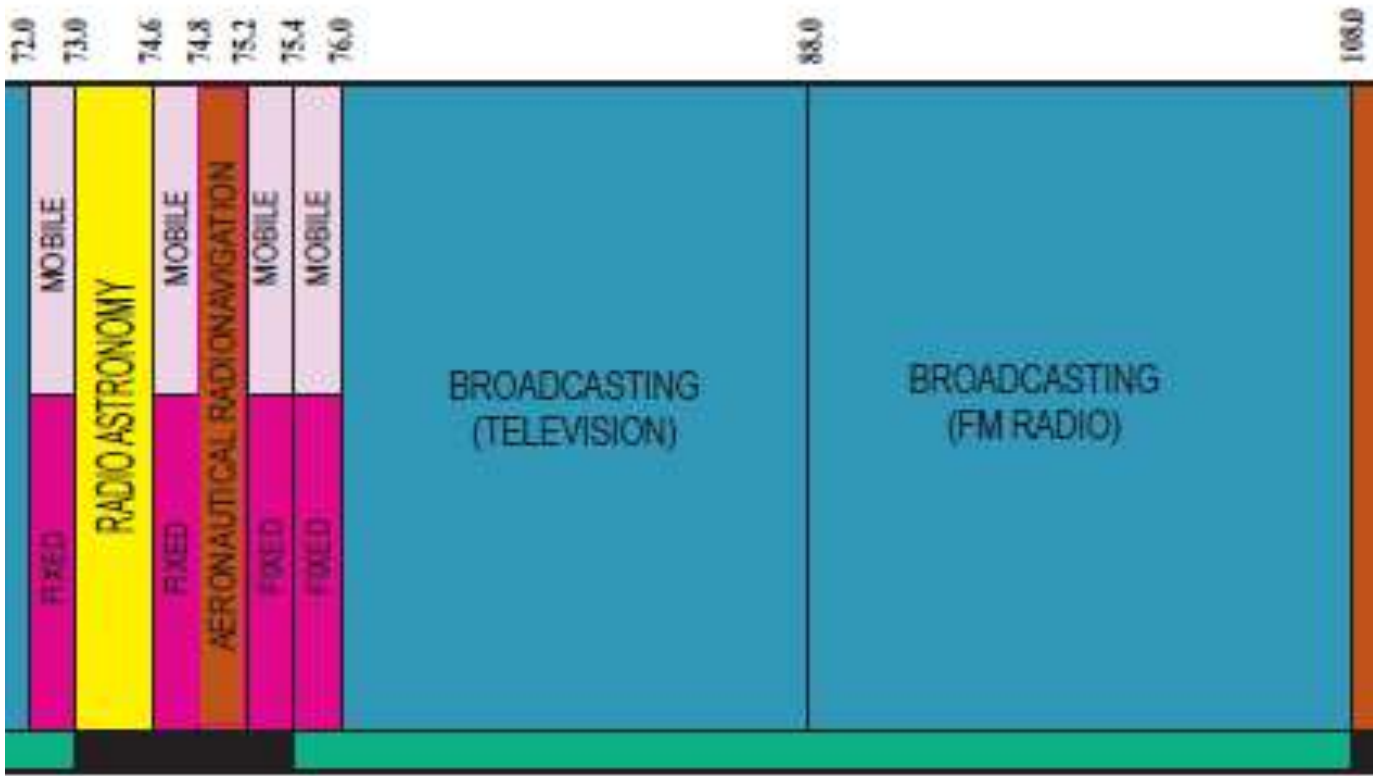 72.0
73.0
74.6
74.8
75.2
75.4
76.0
88.0
108.0
MOBILE
FIXED
RADIO ASTRONOMY
MOBILE
FIXED
AERONAUTICAL RADIONAVIGATION
MOBILE
FIXED
MOBILE
FIXED
BROADCASTING
(TELEVISION)
BROADCASTING
(FM RADIO)